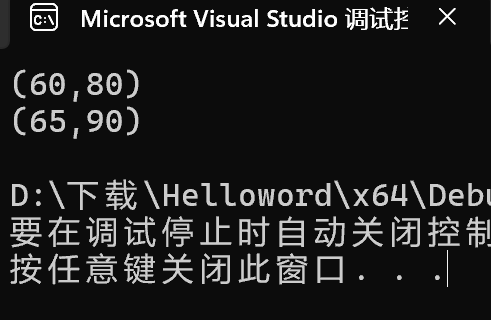 Microsoft Visual Studio 调试
(60,80)
(65,90)
D:\下载\Helloword\x64\Deb
要在调试停止时自动关闭控制
按任意键关闭此窗口. . .